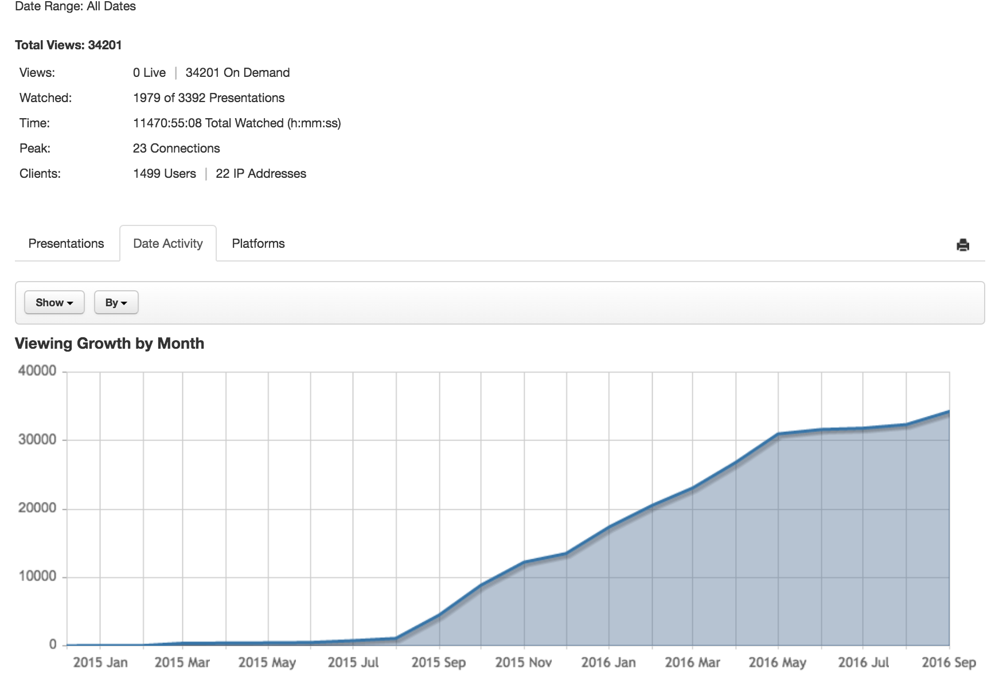 Date Range: All Dates
Total Views: 34201
Views: 0 Live | 34201 On Demand
Watched: 1979 of 3392 Presentations
Time: 11470:55:08 Total Watched (h:mm:ss)
Peak: 23 Connections
Clients: 1499 Users | 22 IP Addresses
Presentations Date Activity Platforms
Show By
Viewing Growth by Month
40000
30000
20000
10000
0
2015 Jan 2015 Mar 2015 May 2015 Jul 2015 Sep 2015 Nov 2016 Jan 2016 Mar 2016 May 2016 Jul 2016 Sep